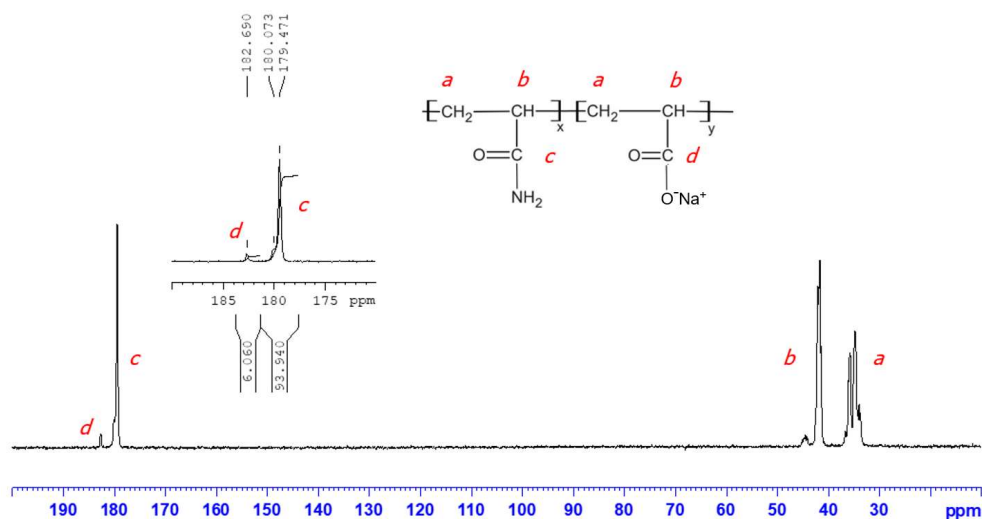 182.690
180.073
179.471
a b a b
CH2 CH CH2 CH
x y
O C c O C d
NH2 O-Na+
d c
185 180 175 ppm
6.060
93.940
c
d
b a
190 180 170 160 150 140 130 120 110 100 90 80 70 60 50 40 30 ppm